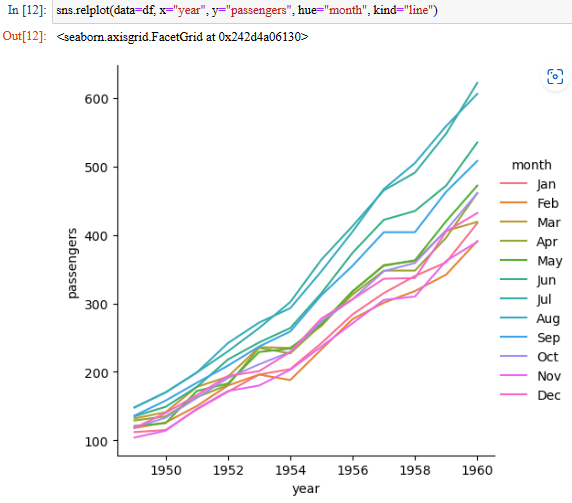 In [12]: sns.relplot(data=df, x="year", y="passengers", hue="month", kind="line")
Out[12]: <seaborn.axisgrid.FacetGrid at 0x242d4a06130>
600
500
400
300
200
100
passengers
1950 1952 1954 1956 1958 1960
year
month
Jan
Feb
Mar
Apr
May
Jun
Jul
Aug
Sep
Oct
Nov
Dec